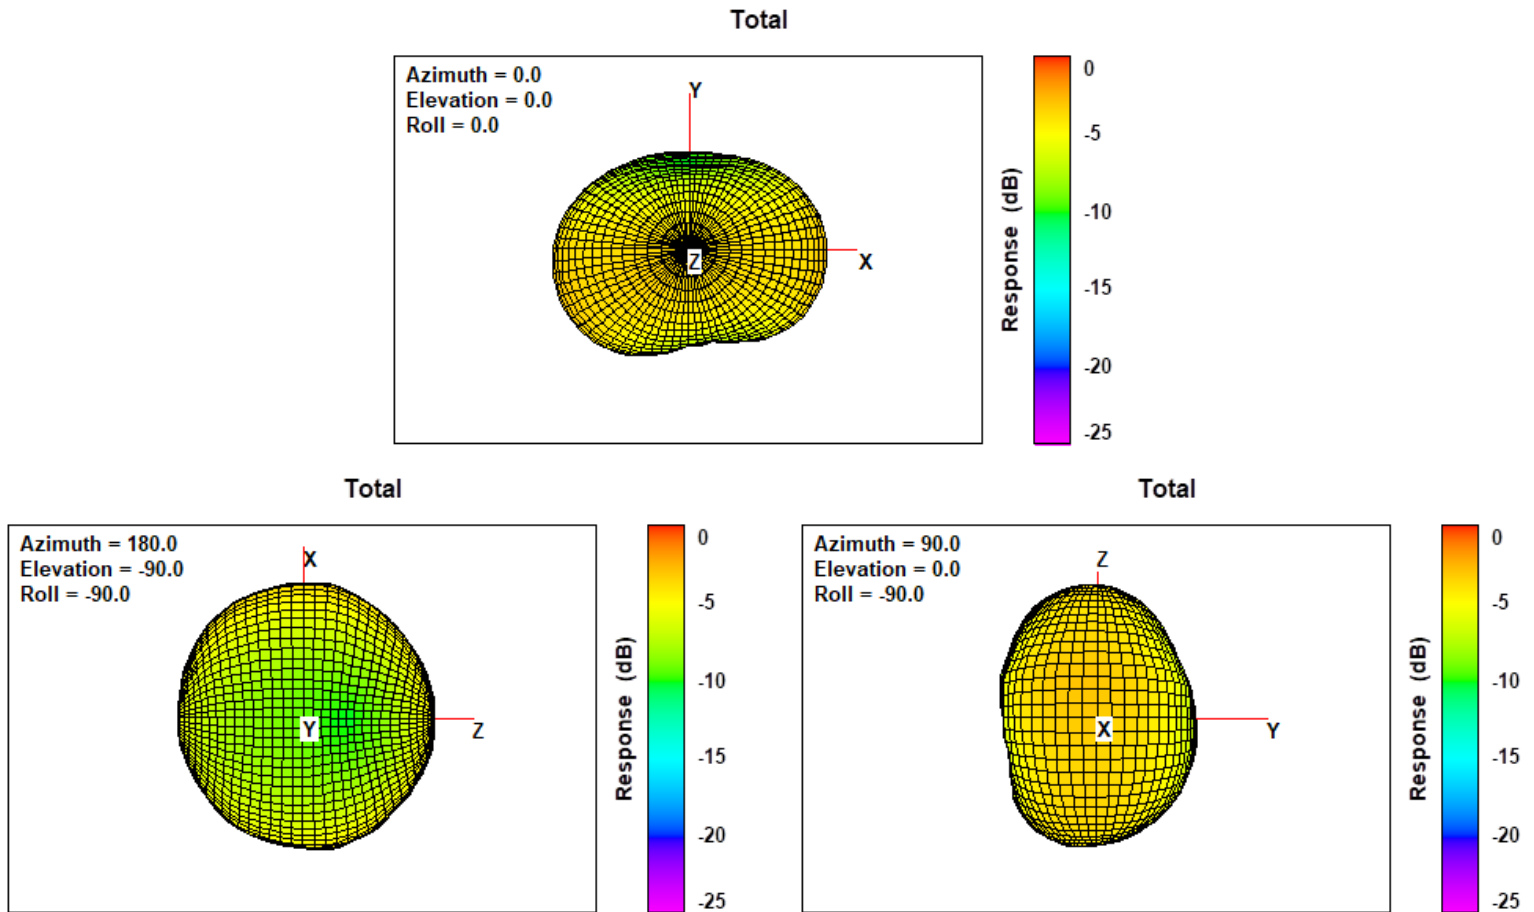 Total
Azimuth = 0.0
Elevation = 0.0
Roll = 0.0
Y
X
Z
0
-5
-10
-15
-20
-25
Response (dB)
Total
Azimuth = 180.0
Elevation = -90.0
Roll = -90.0
X
Y
Z
0
-5
-10
-15
-20
-25
Response (dB)
Total
Azimuth = 90.0
Elevation = 0.0
Roll = -90.0
Z
X
Y
0
-5
-10
-15
-20
-25
Response (dB)